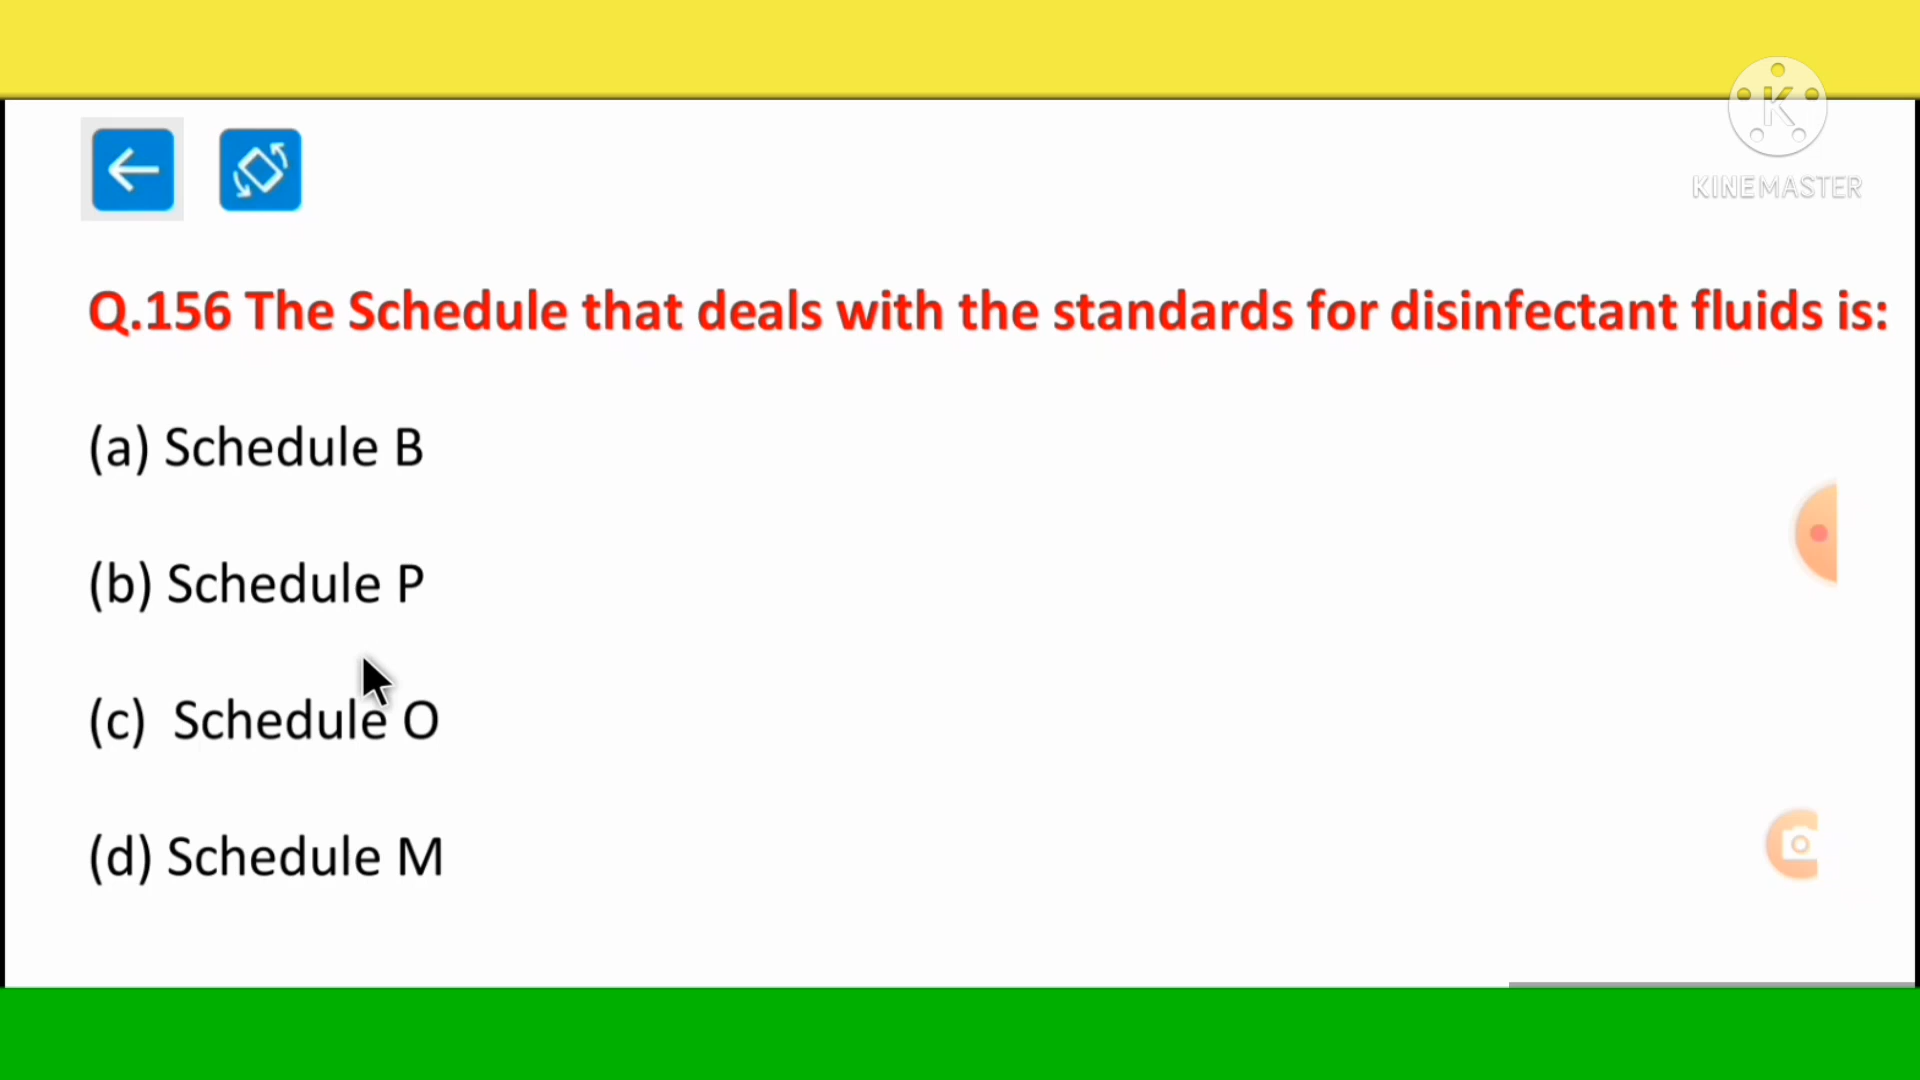 K
KINEMASTER
Q.156 The Schedule that deals with the standards for disinfectant fluids is:
(a) Schedule B
(b) Schedule P
(c) Schedule O
(d) Schedule M